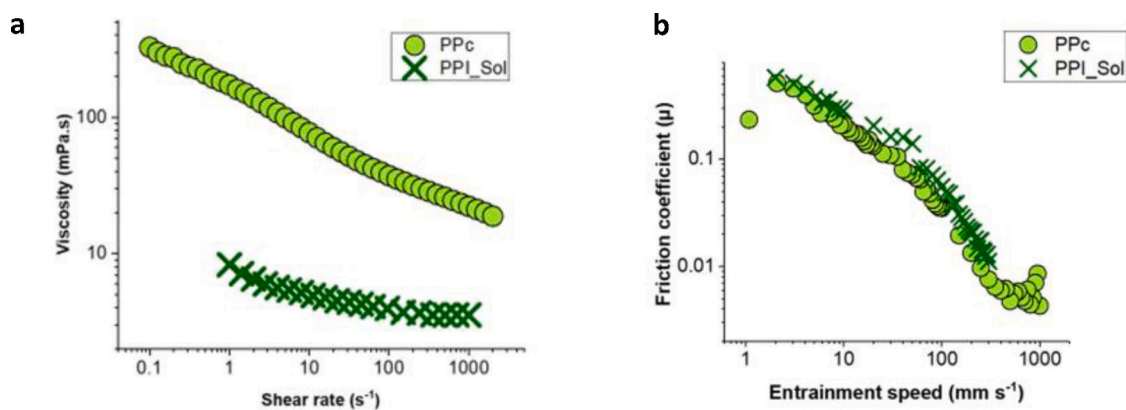 a
PPc
PPI_Sol
Viscosity (mPa.s)
100
10
0.1
1
10
100
1000
Shear rate (s⁻¹)
b
PPc
PPI_Sol
Friction coefficient (μ)
0.1
0.01
1
10
100
1000
Entrainment speed (mm s⁻¹)